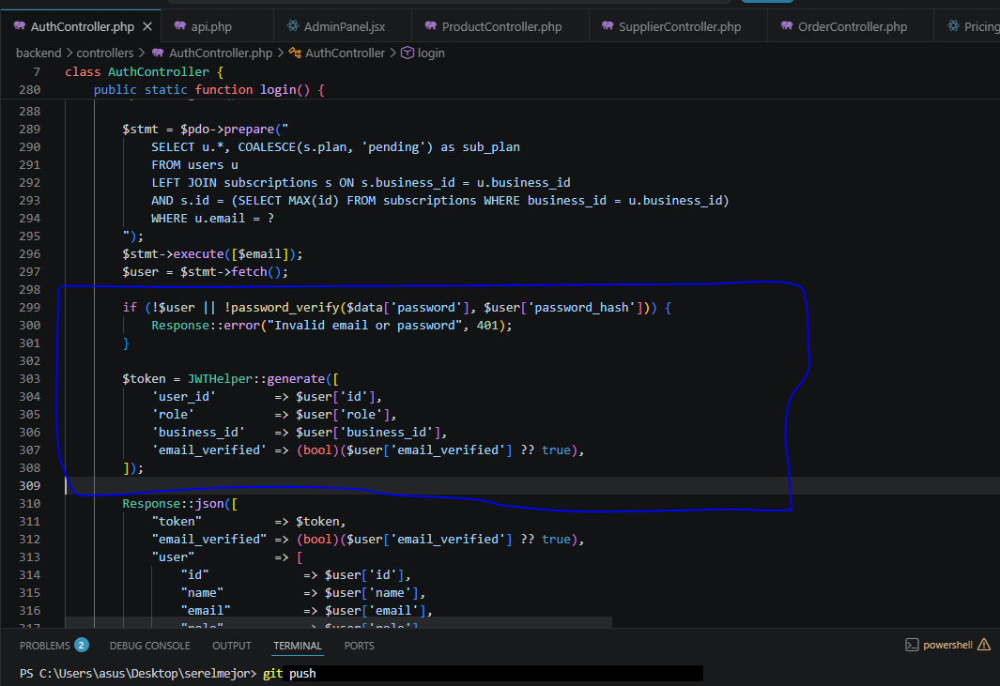 AuthController.php
api.php
AdminPanel.jsx
ProductController.php
SupplierController.php
OrderController.php
Pricing
backend > controllers > AuthController.php > AuthController > login
7 class AuthController {
280 public static function login() {
288
289 $stmt = $pdo->prepare("
290 SELECT u.*, COALESCE(s.plan, 'pending') as sub_plan
291 FROM users u
292 LEFT JOIN subscriptions s ON s.business_id = u.business_id
293 AND s.id = (SELECT MAX(id) FROM subscriptions WHERE business_id = u.business_id)
294 WHERE u.email = ?
295 ");
296 $stmt->execute([$email]);
297 $user = $stmt->fetch();
298
299 if (!$user || !password_verify($data['password'], $user['password_hash'])) {
300 Response::error("Invalid email or password", 401);
301 }
302
303 $token = JWTHelper::generate([
304 'user_id' => $user['id'],
305 'role' => $user['role'],
306 'business_id' => $user['business_id'],
307 'email_verified' => (bool)($user['email_verified'] ?? true),
308 ]);
309
310 Response::json([
311 "token" => $token,
312 "email_verified" => (bool)($user['email_verified'] ?? true),
313 "user" => [
314 "id" => $user['id'],
315 "name" => $user['name'],
316 "email" => $user['email'],
317 "role" => $user['role'],
PROBLEMS 2 DEBUG CONSOLE OUTPUT TERMINAL PORTS powershell
PS C:\Users\asus\Desktop\serelmejor> git push